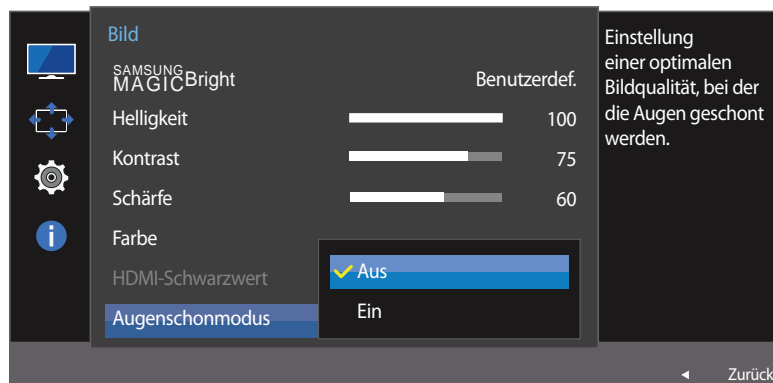 Bild
SAMSUNG
MAGICBright Benutzerdef.
Helligkeit 100
Kontrast 75
Schärfe 60
Farbe
HDMI-Schwarzwert
Augenschonmodus
Aus
Ein
Einstellung
einer optimalen
Bildqualität, bei der
die Augen geschont
werden.
Zurück